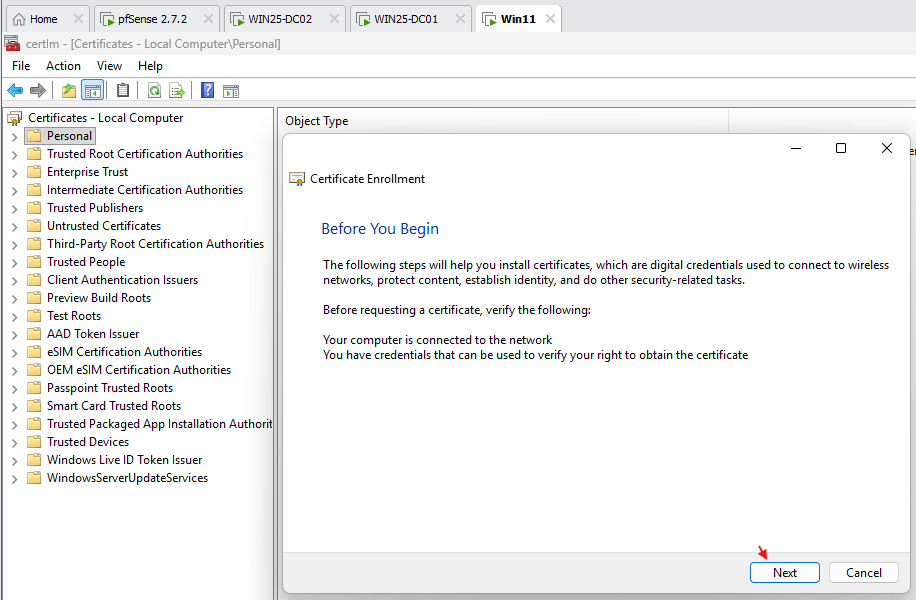 Home
pfSense 2.7.2
WIN25-DC02
WIN25-DC01
Win11
certlm - [Certificates - Local Computer\Personal]
File Action View Help
Certificates - Local Computer
Personal
Trusted Root Certification Authorities
Enterprise Trust
Intermediate Certification Authorities
Trusted Publishers
Untrusted Certificates
Third-Party Root Certification Authorities
Trusted People
Client Authentication Issuers
Preview Build Roots
Test Roots
AAD Token Issuer
eSIM Certification Authorities
OEM eSIM Certification Authorities
Passpoint Trusted Roots
Smart Card Trusted Roots
Trusted Packaged App Installation Authorit
Trusted Devices
Windows Live ID Token Issuer
WindowsServerUpdateServices
Object Type
Certificate Enrollment
Before You Begin
The following steps will help you install certificates, which are digital credentials used to connect to wireless
networks, protect content, establish identity, and do other security-related tasks.
Before requesting a certificate, verify the following:
Your computer is connected to the network
You have credentials that can be used to verify your right to obtain the certificate
Next
Cancel